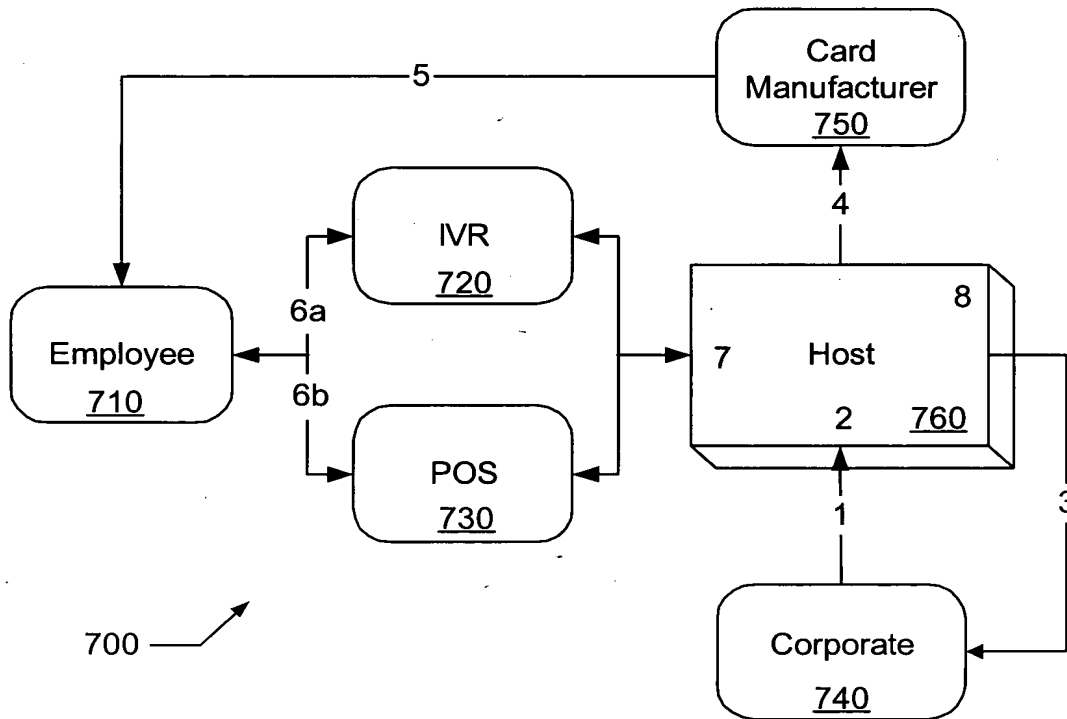 Card
Manufacturer
750
5
4
IVR
720
6a
8
Employee
710
7
Host
6b
2
760
POS
730
1
3
700
Corporate
740